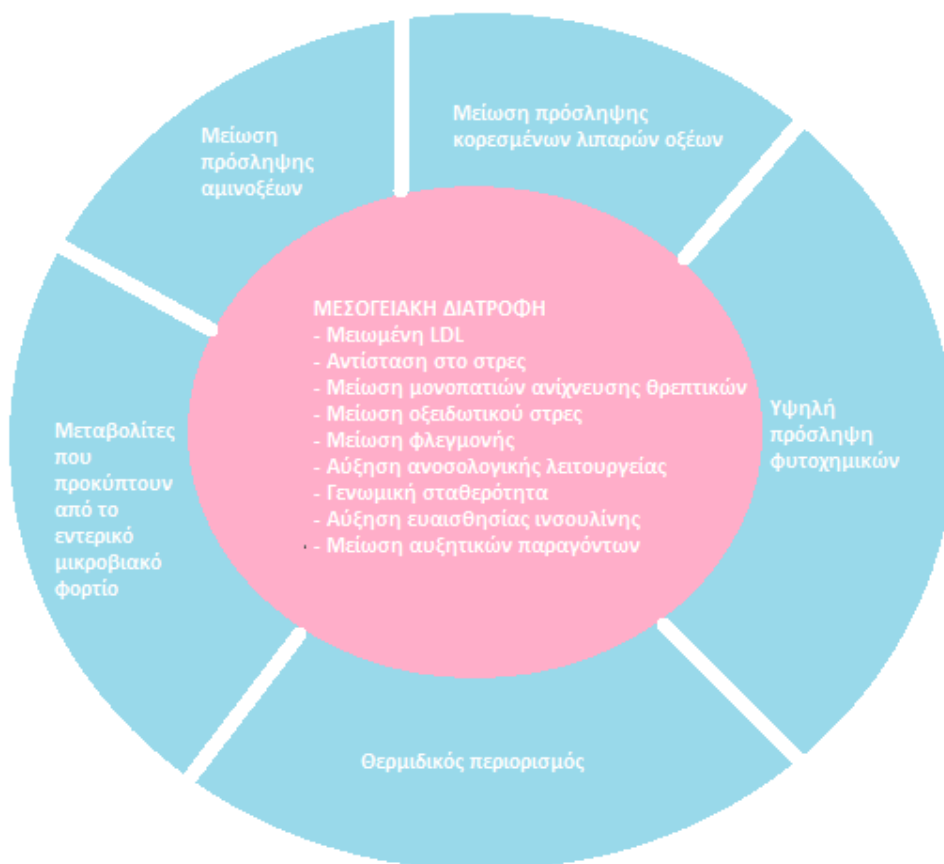 Μείωση
πρόσληψης
αμινοξέων
Μείωση πρόσληψης
κορεσμένων λιπαρών οξέων
ΜΕΣΟΓΕΙΑΚΗ ΔΙΑΤΡΟΦΗ
- Μειωμένη LDL
- Αντίσταση στο στρες
- Μείωση μονοπατιών ανίχνευσης θρεπτικών
- Μείωση οξειδωτικού στρες
- Μείωση φλεγμονής
- Αύξηση ανοσολογικής λειτουργείας
- Γενωμική σταθερότητα
- Αύξηση ευαισθησίας ινσουλίνης
- Μείωση αυξητικών παραγόντων
Υψηλή
πρόσληψη
φυτοχημικών
Μεταβολίτες
που
προκύπτουν
από το
εντερικό
μικροβιακό
φορτίο
Θερμιδικός περιορισμός